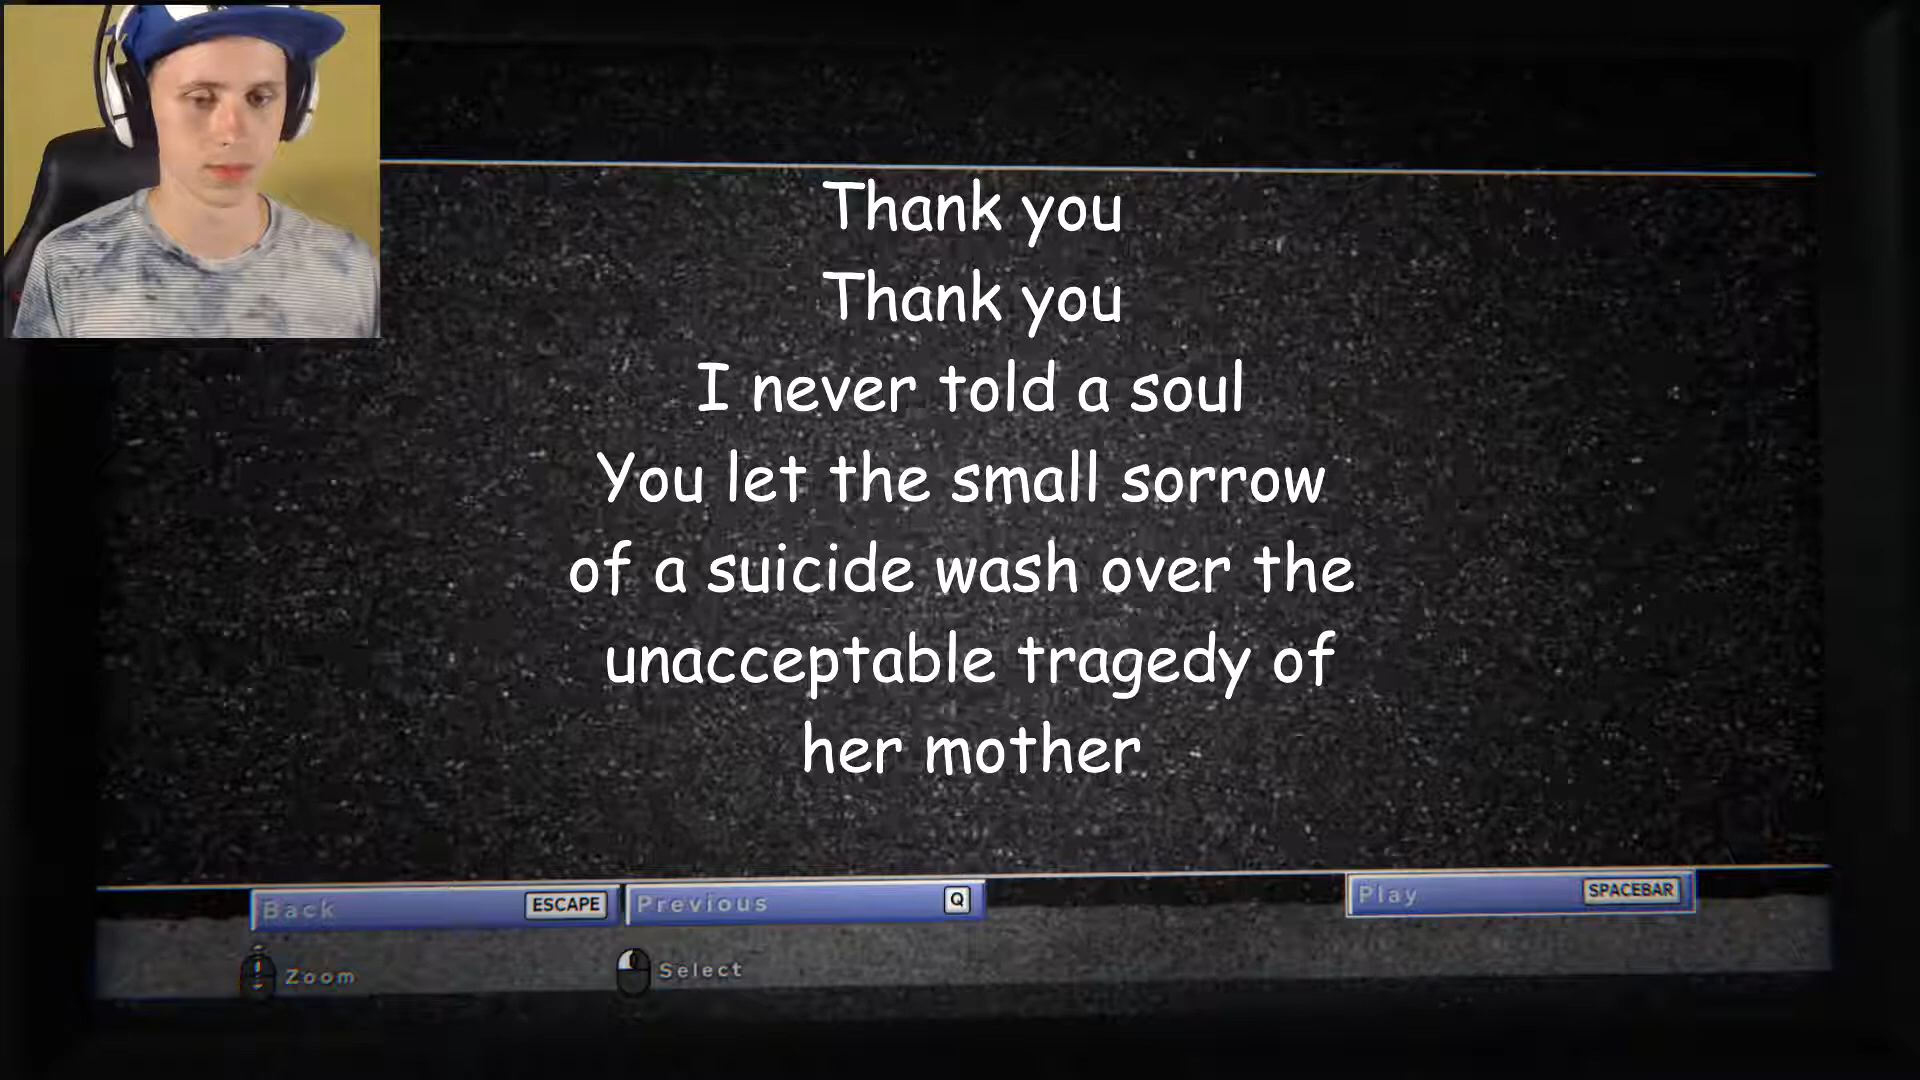 Thank you
Thank you
I never told a soul
You let the small sorrow
of a suicide wash over the
unacceptable tragedy of
her mother
Back ESCAPE Previous Q Play SPACEBAR
Zoom Select